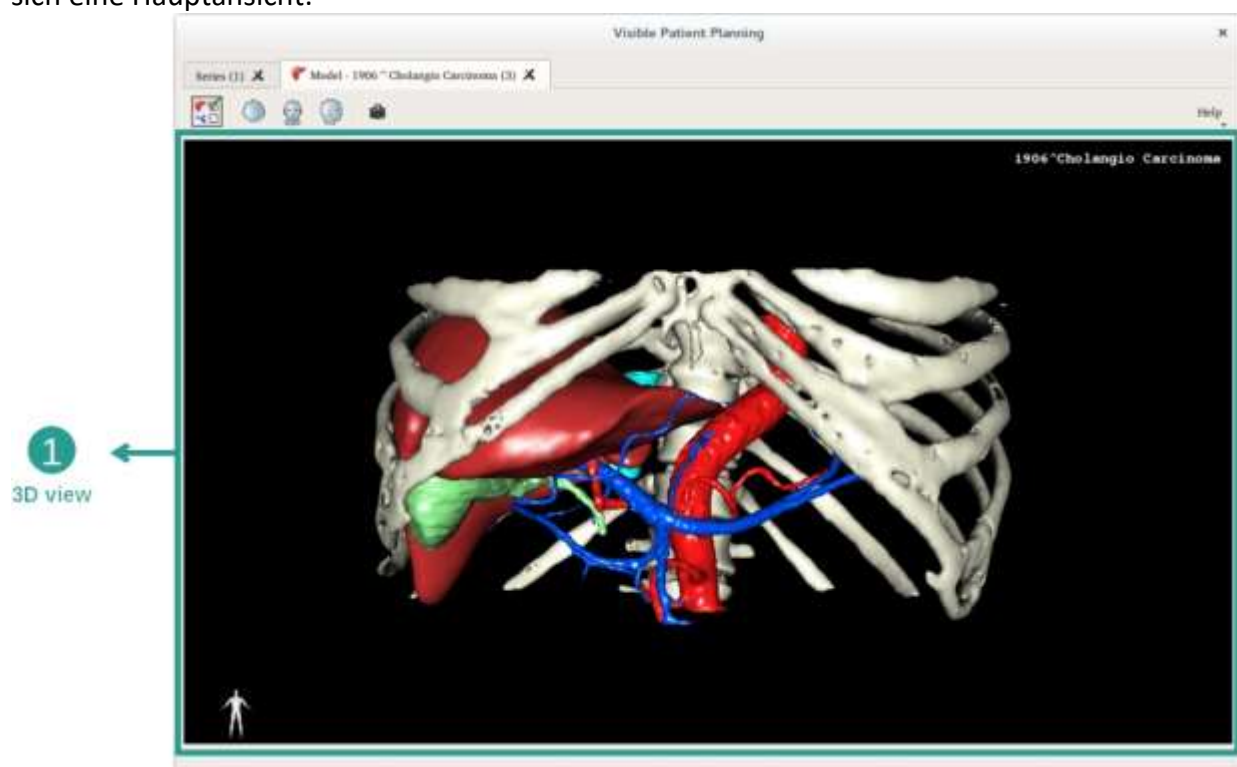 sich eine Hauptansicht.
Visible Patient Planning
Series (1)
Model - 1906^Cholangio Carcinoma (3)
Help
1906^Cholangio Carcinoma
1
3D view